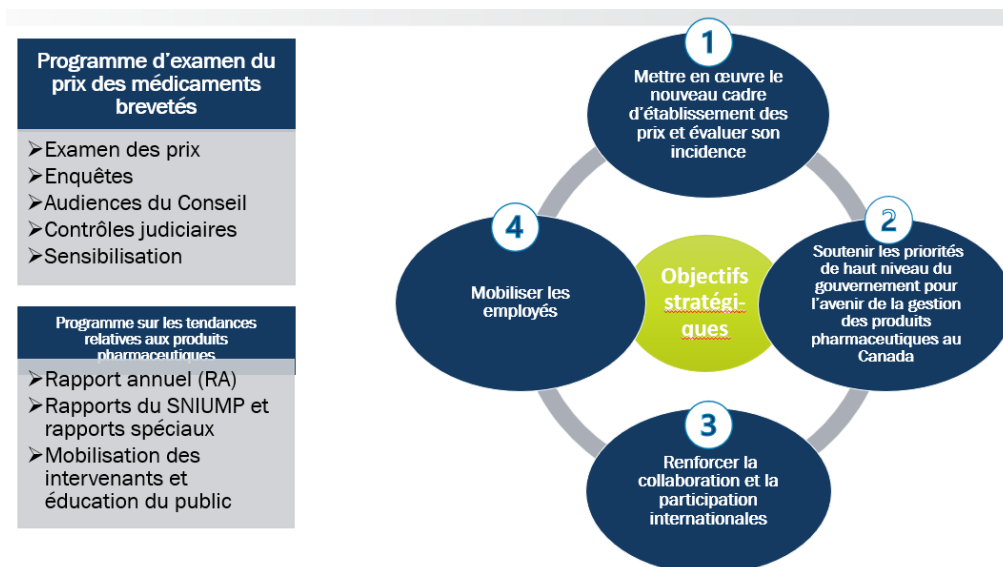 Programme d'examen du
prix des médicaments
brevetés
➢Examen des prix
➢Enquêtes
➢Audiences du Conseil
➢Contrôles judiciaires
➢Sensibilisation
Programme sur les tendances
relatives aux produits
pharmaceutiques
➢Rapport annuel (RA)
➢Rapports du SNIUMP et
rapports spéciaux
➢Mobilisation des
intervenants et
éducation du public
1
Mettre en œuvre le
nouveau cadre
d'établissement des
prix et évaluer son
incidence
2
Soutenir les priorités
de haut niveau du
gouvernement pour
l'avenir de la gestion
des produits
pharmaceutiques au
Canada
3
Renforcer la
collaboration et la
participation
internationales
4
Mobiliser les
employés
Objectifs
stratégi-
ques